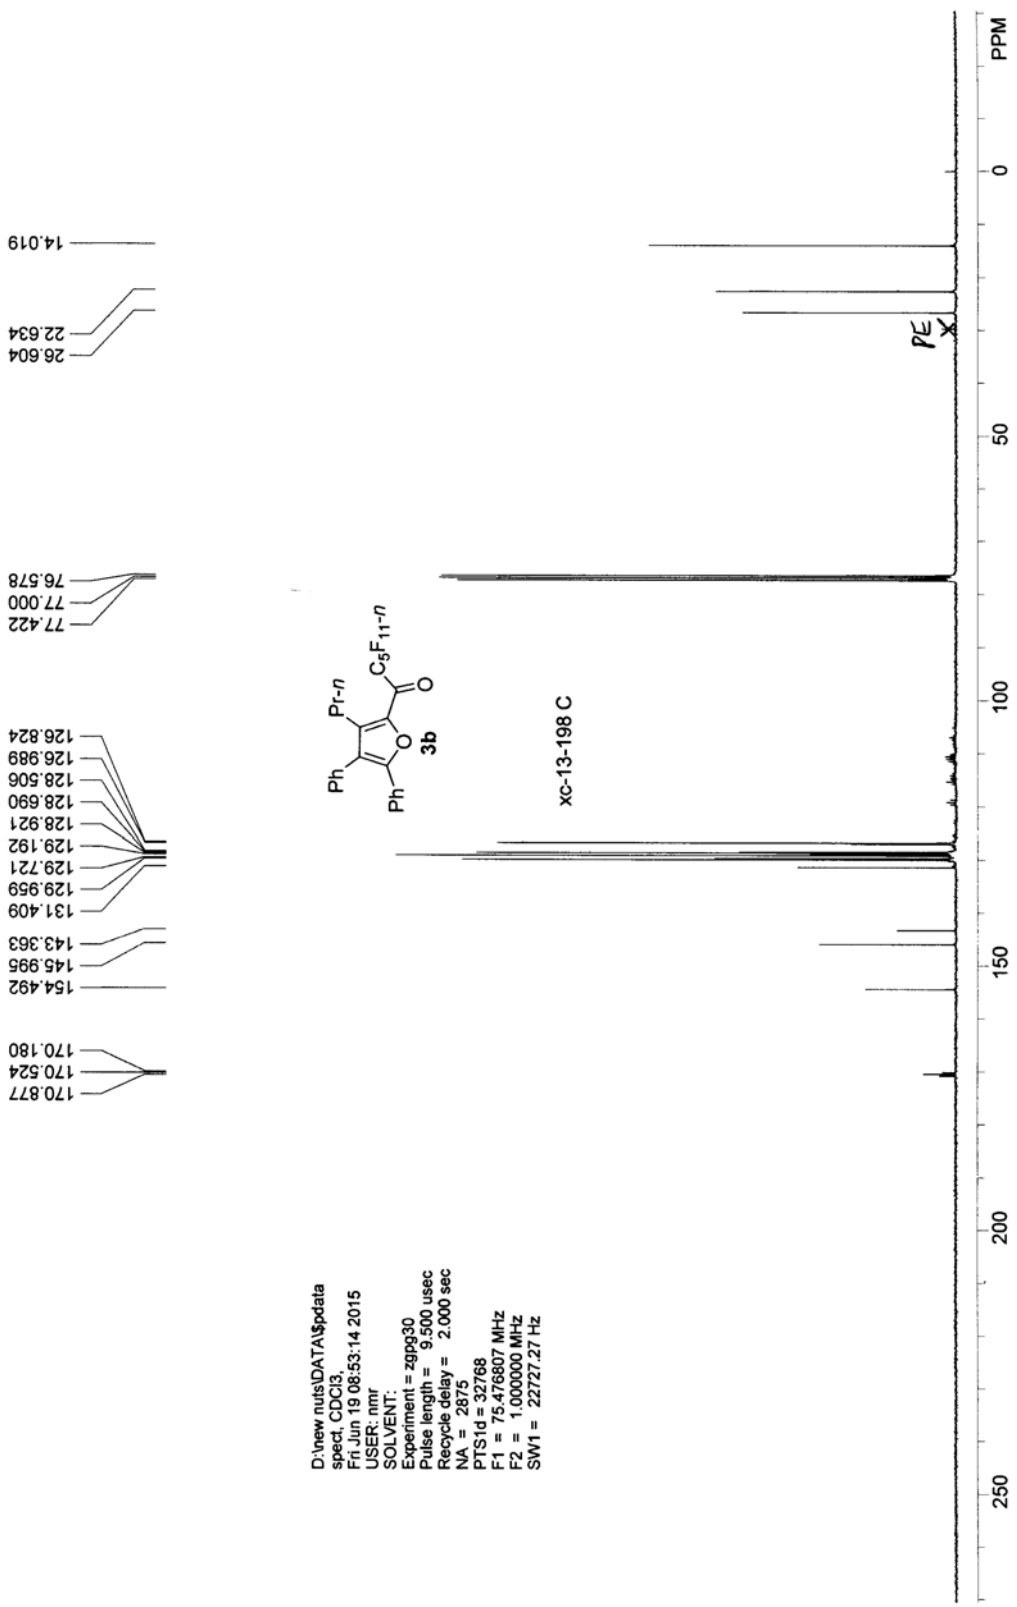 170.877
170.524
170.180
154.492
145.995
143.363
131.409
129.959
129.721
129.192
128.921
128.690
128.506
126.989
126.824
77.422
77.000
76.578
26.604
22.634
14.019
D:\new nuts\DATA\$pdata
spect, CDCl3,
Fri Jun 19 08:53:14 2015
USER: nmr
SOLVENT:
Experiment = zgpg30
Pulse length = 9.500 usec
Recycle delay = 2.000 sec
NA = 2875
PTS1d = 32768
F1 = 75.476807 MHz
F2 = 1.000000 MHz
SW1 = 22727.27 Hz
Ph
Pr-n
Ph
O
C5F11-n
O
3b
xc-13-198 C
PE
X
250
200
150
100
50
0
PPM